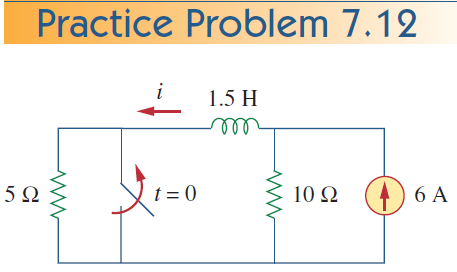 Practice Problem 7.12
i
1.5 H
5 Ω
t = 0
10 Ω
6 A